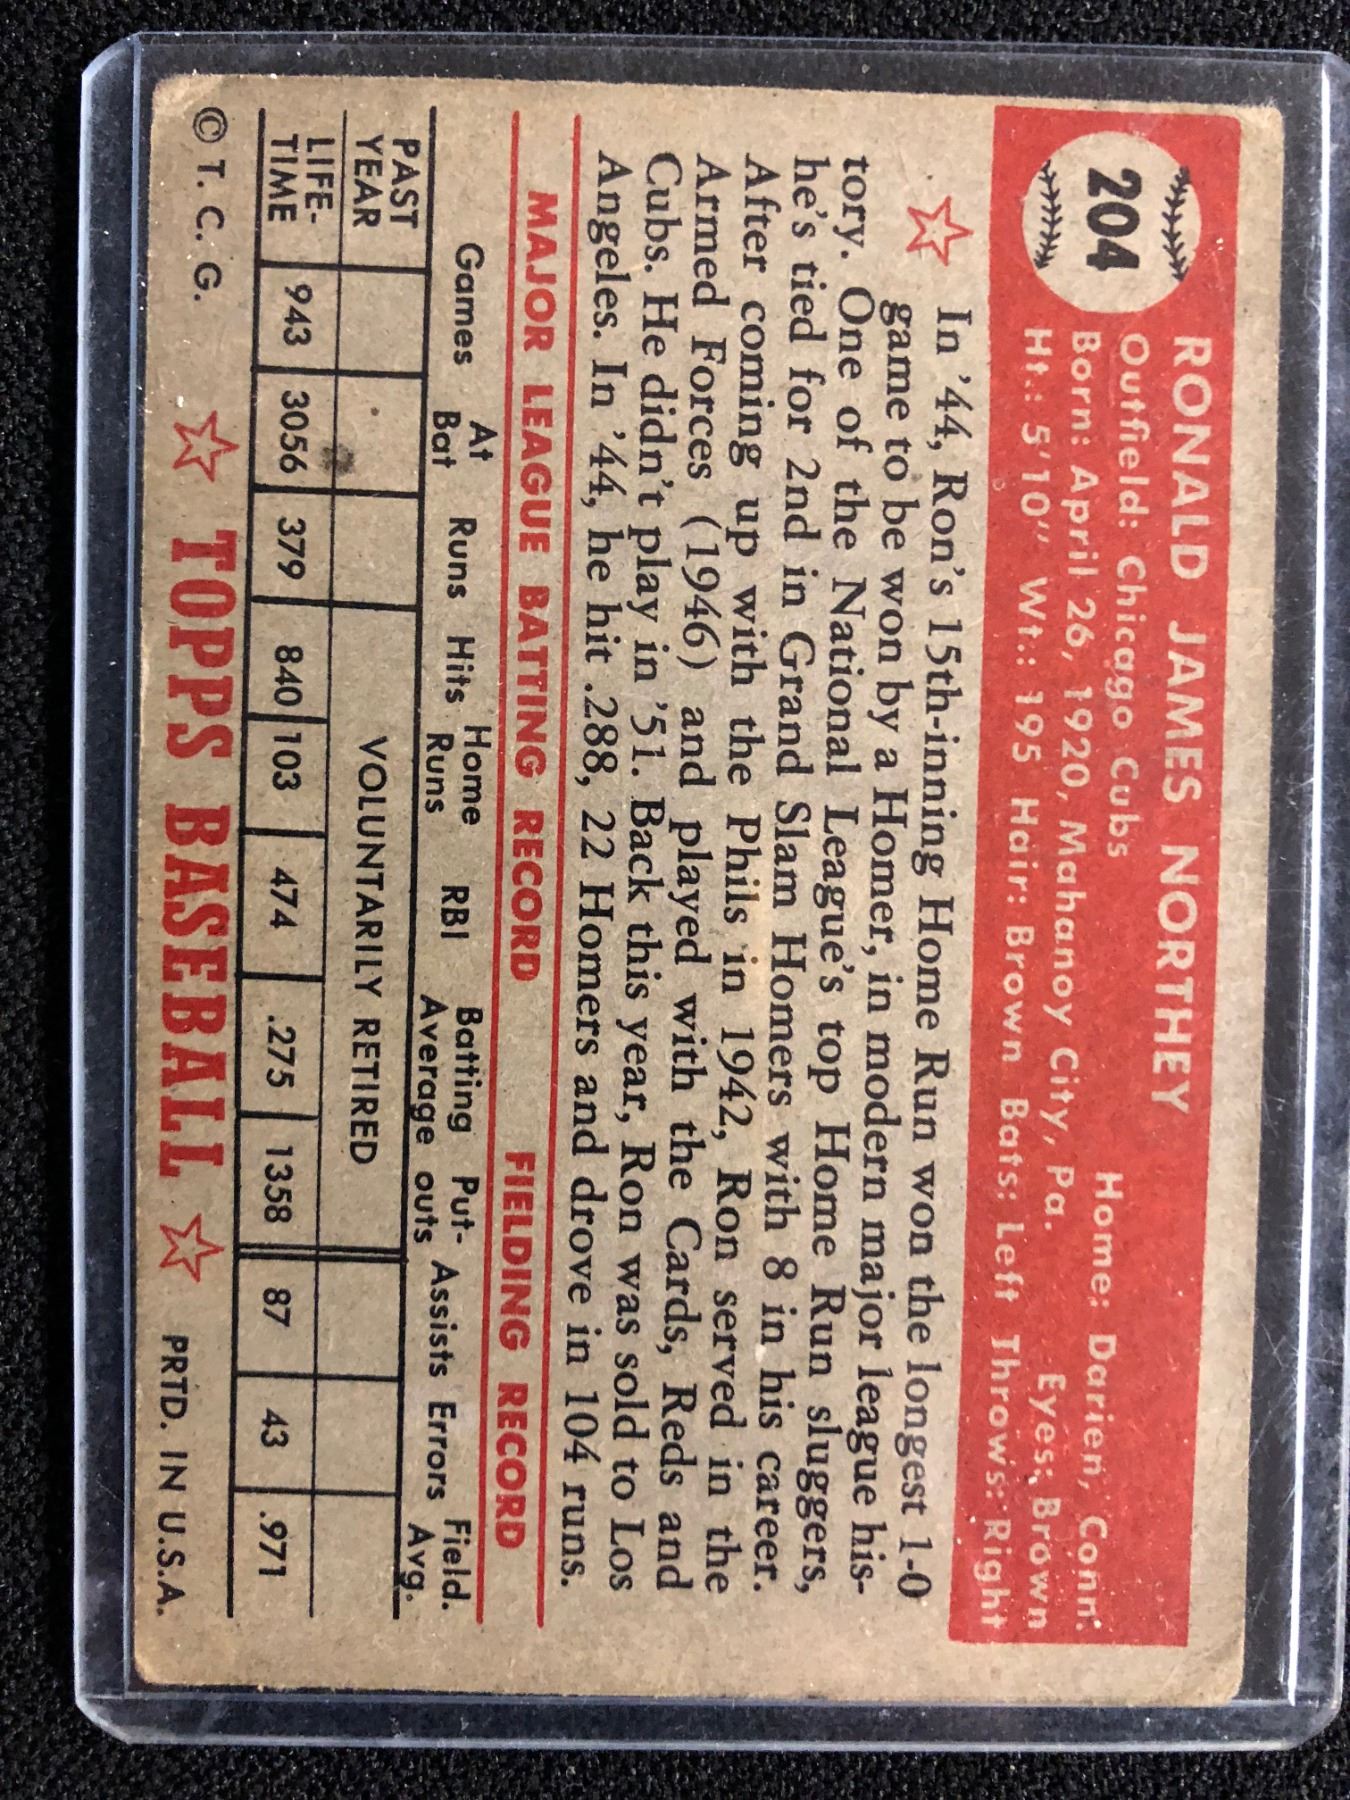 204
RONALD JAMES NORTHEY
Outfield: Chicago Cubs Home: Darien, Conn.
Born: April 26, 1920, Mahanoy City, Pa. Eyes: Brown
Ht.: 5'10" Wt.: 195 Hair: Brown Bats: Left Throws: Right
In '44, Ron's 15th-inning Home Run won the longest 1-0
game to be won by a Homer, in modern major league his-
tory. One of the National League's top Home Run sluggers,
he's tied for 2nd in Grand Slam Homers with 8 in his career.
After coming up with the Phils in 1942, Ron served in the
Armed Forces (1946) and played with the Cards, Reds and
Cubs. He didn't play in '51. Back this year, Ron was sold to Los
Angeles. In '44, he hit .288, 22 Homers and drove in 104 runs.
MAJOR LEAGUE BATTING RECORD FIELDING RECORD
Games At Bat Runs Hits Home Runs RBI Batting Average Put-outs Assists Errors Field. Avg.
PAST YEAR VOLUNTARILY RETIRED
LIFE-TIME 943 3056 379 840 103 474 .275 1358 87 43 .971
© T. C. G. TOPPS BASEBALL PRTD. IN U.S.A.